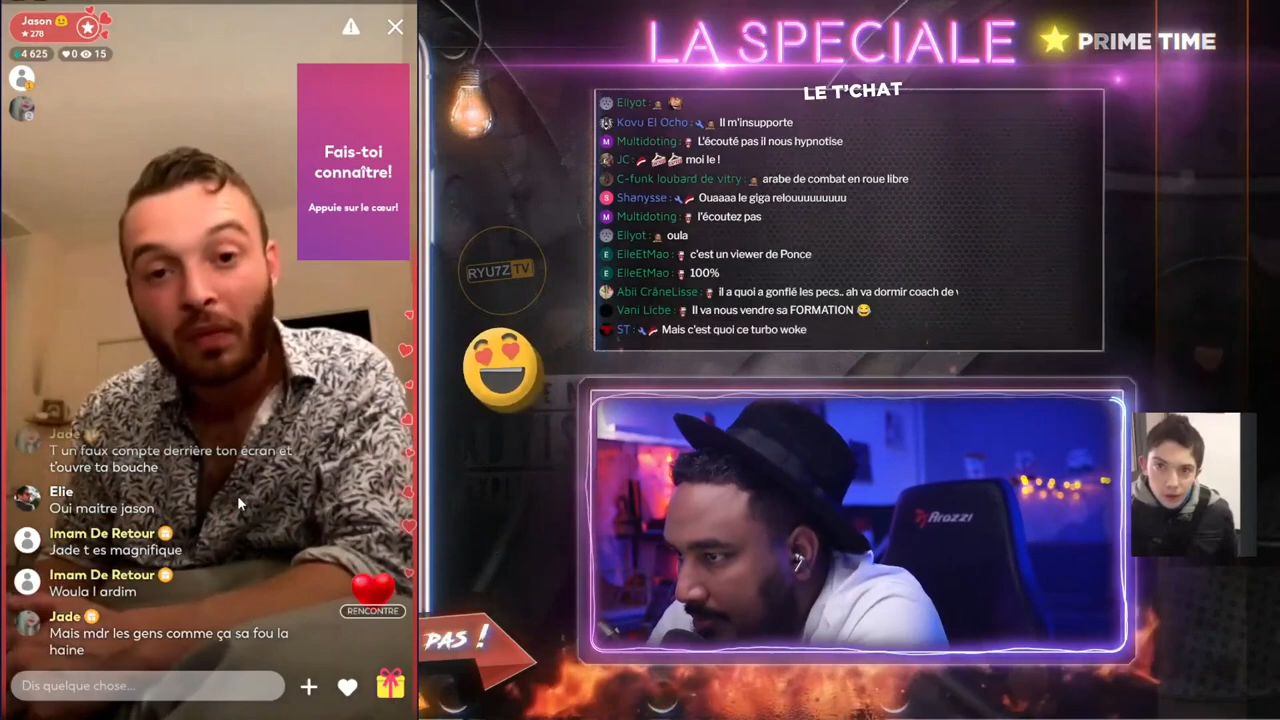 Jason
★278
4 625
0 15
Fais-toi
connaître!
Appuie sur le cœur!
Jade
T un faux compte derrière ton écran et
t'ouvre ta bouche
Elie
Oui maitre jason
Imam De Retour
Jade t es magnifique
Imam De Retour
Woula l ardim
Jade
Mais mdr les gens comme ça sa fou la
haine
RENCONTRE
Dis quelque chose...
LA SPECIALE
PRIME TIME
LE T'CHAT
Ellyot :
Kovu El Ocho : Il m'insupporte
Multidoting : L'écouté pas il nous hypnotise
JC : moi le !
C-funk loubard de vitry : arabe de combat en roue libre
Shanysse : Ouaaaa le giga relouuuuuuuuu
Multidoting : l'écoutez pas
Ellyot : oula
ElleEtMao : c'est un viewer de Ponce
ElleEtMao : 100%
Abii CrâneLisse : il a quoi a gonflé les pecs.. ah va dormir coach de
Vani Licbe : Il va nous vendre sa FORMATION 😂
ST : Mais c'est quoi ce turbo woke
RYU7Z TV
PAS !
Arozzi